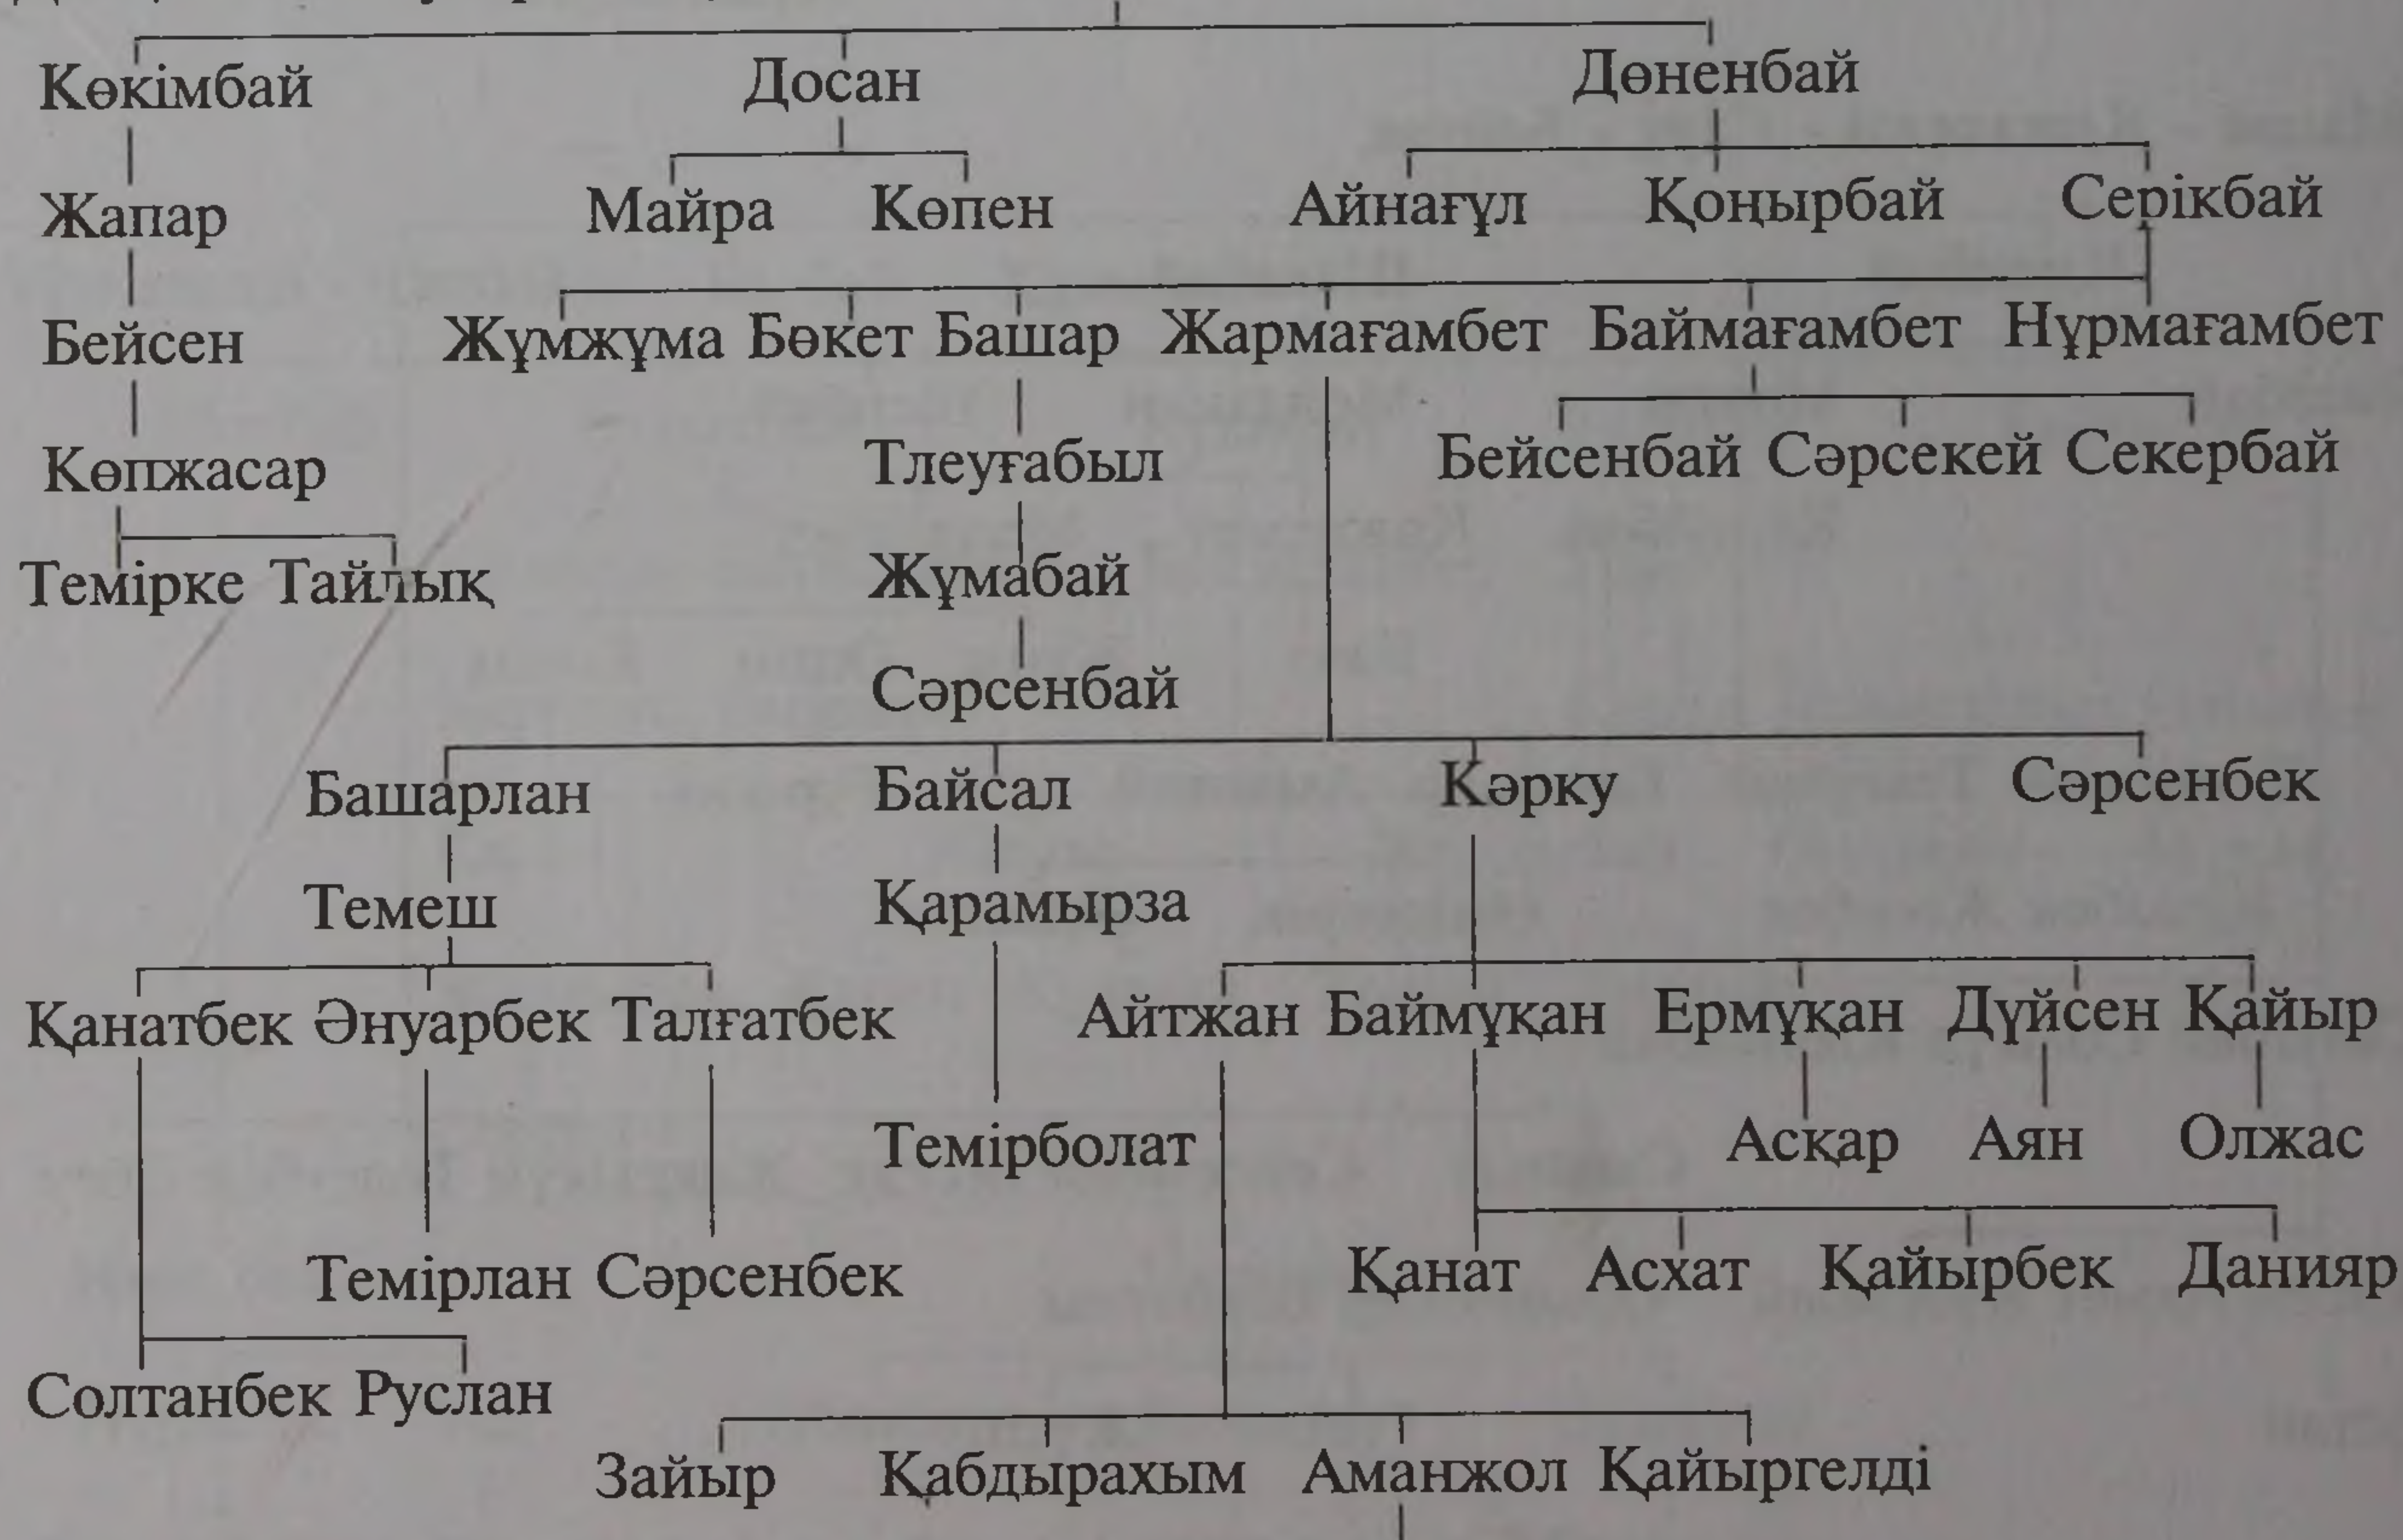 Көкімбай Досан Дөненбай
Жапар Майра Көпен Айнағұл Қоңырбай Серікбай
Бейсен Жұмжұма Бөкет Башар Жармағамбет Баймағамбет Нұрмағамбет
Көпжасар Тлеуғабыл Бейсенбай Сәрсекей Секербай
Темірке Тайлық Жұмабай
Сәрсенбай
Башарлан Байсал Кәрку Сәрсенбек
Темеш Қарамырза
Қанатбек Әнуарбек Талғатбек Айтжан Баймұқан Ермұқан Дүйсен Қайыр
Темірболат Асқар Аян Олжас
Темірлан Сәрсенбек Қанат Асхат Қайырбек Данияр
Солтанбек Руслан
Зайыр Қабдырахым Аманжол Қайыргелді